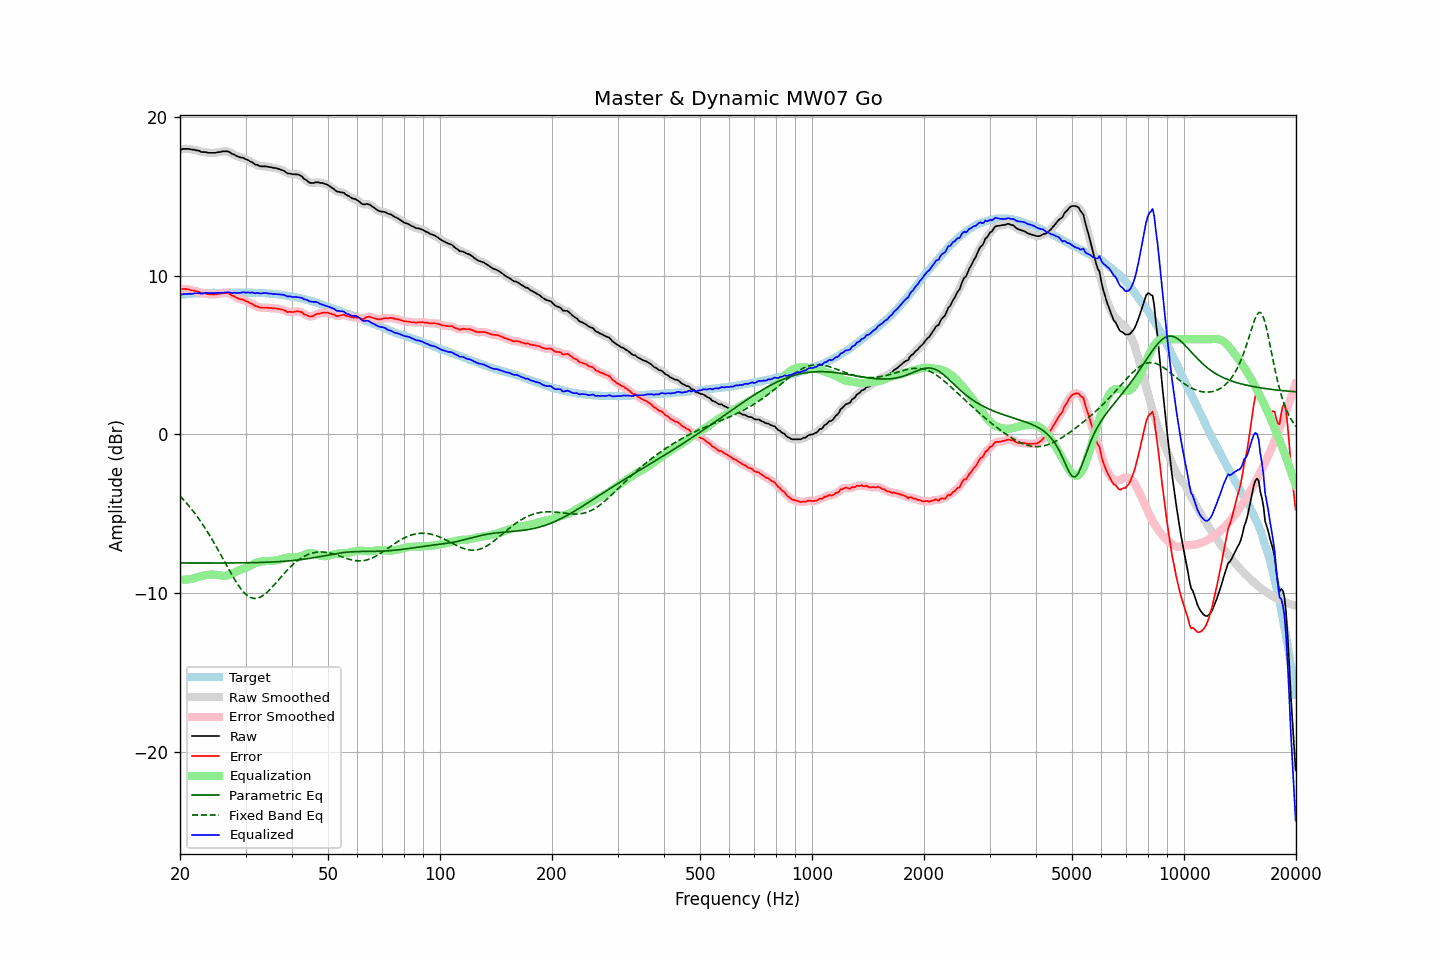 Master & Dynamic MW07 Go
Amplitude (dBr)
20
10
0
−10
−20
Target
Raw Smoothed
Error Smoothed
Raw
Error
Equalization
Parametric Eq
Fixed Band Eq
Equalized
20 50 100 200 500 1000 2000 5000 10000 20000
Frequency (Hz)